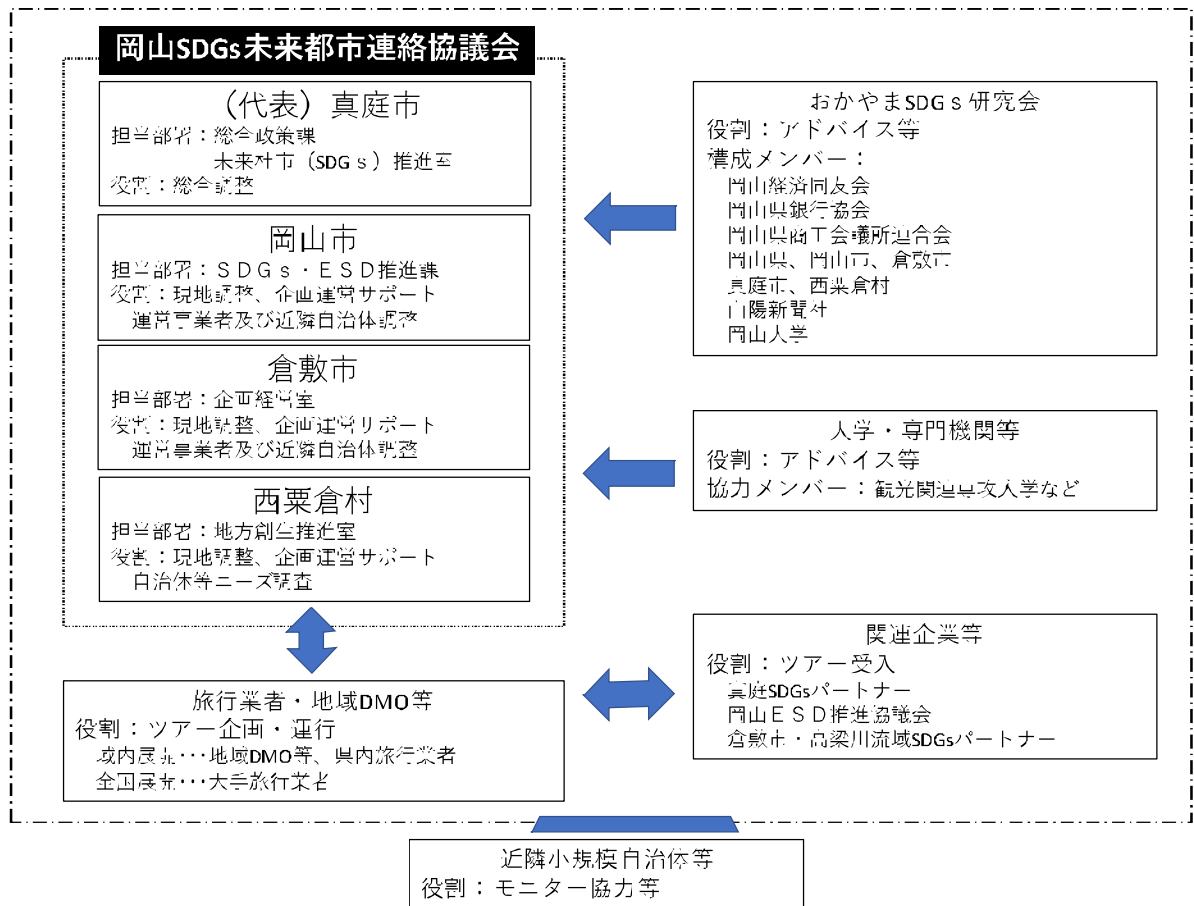 岡山SDGs未来都市連絡協議会
（代表）真庭市
担当部署：総合政策課
未来杜市（SDGｓ）推進室
役割：総合調整
岡山市
担当部署：ＳＤＧｓ・ＥＳＤ推進課
役割：現地調整、企画運営サポート
運営事業者及び近隣自治体調整
倉敷市
担当部署：企画経営室
役割：現地調整、企画運営サポート
運営事業者及び近隣自治体調整
西粟倉村
担当部署：地方創生推進室
役割：現地調整、企画運営サポート
自治体等ニーズ調査
旅行業者・地域DMO等
役割：ツアー企画・運行
域内展開･･･地域DMO等、県内旅行業者
全国展開･･･大手旅行業者
おかやまSDGｓ研究会
役割：アドバイス等
構成メンバー：
岡山経済同友会
岡山県銀行協会
岡山県商工会議所連合会
岡山県、岡山市、倉敷市
真庭市、西粟倉村
山陽新聞社
岡山大学
大学・専門機関等
役割：アドバイス等
協力メンバー：観光関連専攻大学など
関連企業等
役割：ツアー受入
真庭SDGsパートナー
岡山ＥＳＤ推進協議会
倉敷市・高梁川流域SDGsパートナー
近隣小規模自治体等
役割：モニター協力等